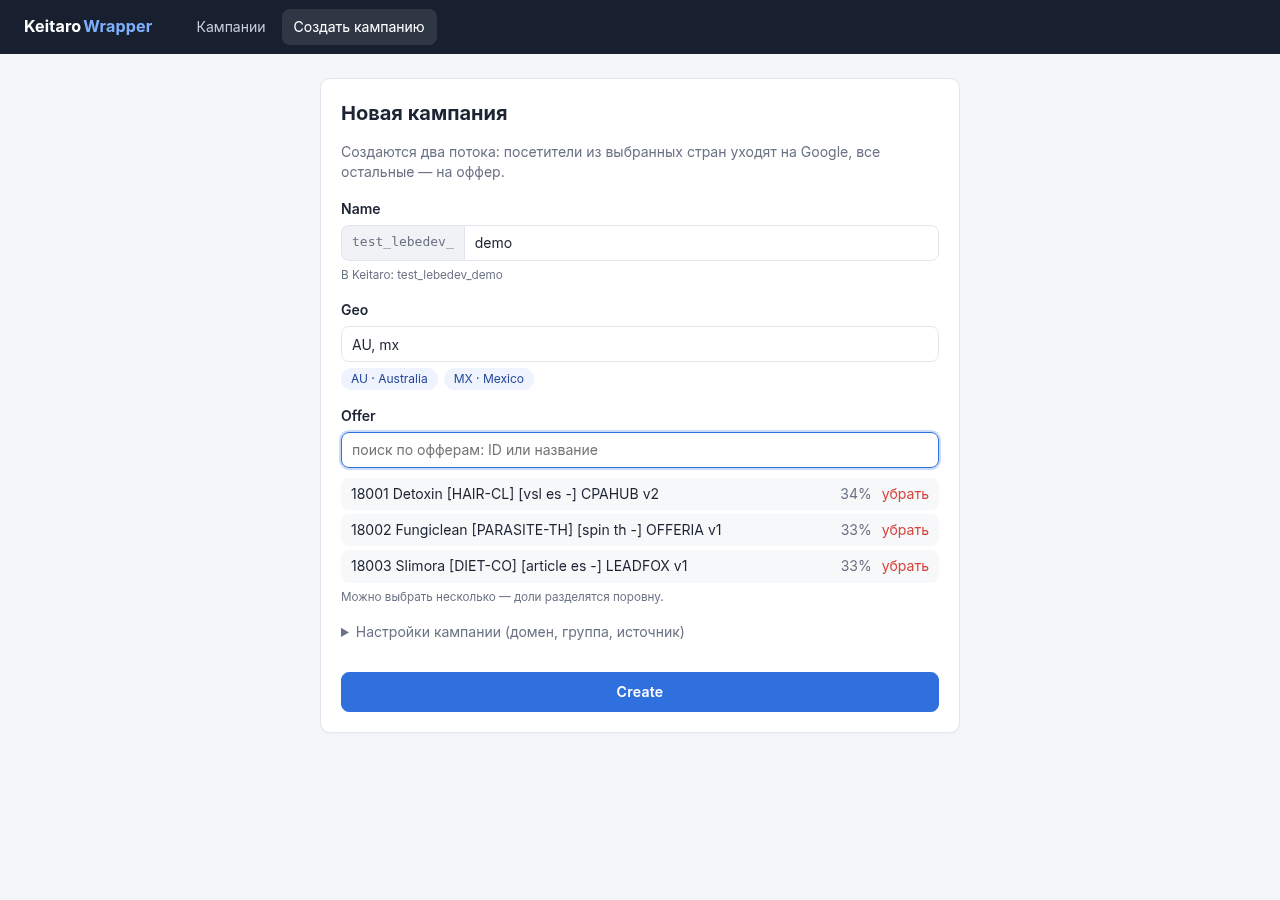 KeitaroWrapper Кампании Создать кампанию
Новая кампания
Создаются два потока: посетители из выбранных стран уходят на Google, все
остальные — на оффер.
Name
test_lebedev_ demo
В Keitaro: test_lebedev_demo
Geo
AU, mx
AU · Australia MX · Mexico
Offer
поиск по офферам: ID или название
18001 Detoxin [HAIR-CL] [vsl es -] CPAHUB v2 34% убрать
18002 Fungiclean [PARASITE-TH] [spin th -] OFFERIA v1 33% убрать
18003 Slimora [DIET-CO] [article es -] LEADFOX v1 33% убрать
Можно выбрать несколько — доли разделятся поровну.
Настройки кампании (домен, группа, источник)
Create